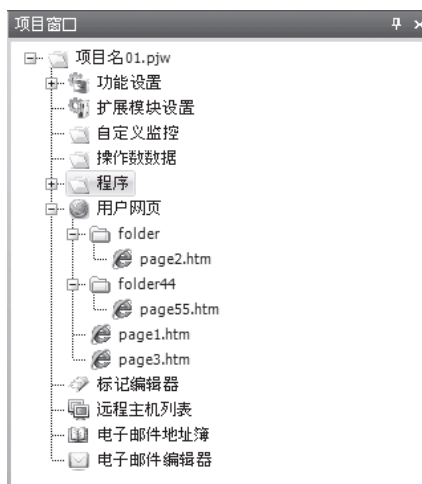 项目窗口
项目名01.pjw
功能设置
扩展模块设置
自定义监控
操作数数据
程序
用户网页
folder
page2.htm
folder44
page55.htm
page1.htm
page3.htm
标记编辑器
远程主机列表
电子邮件地址簿
电子邮件编辑器